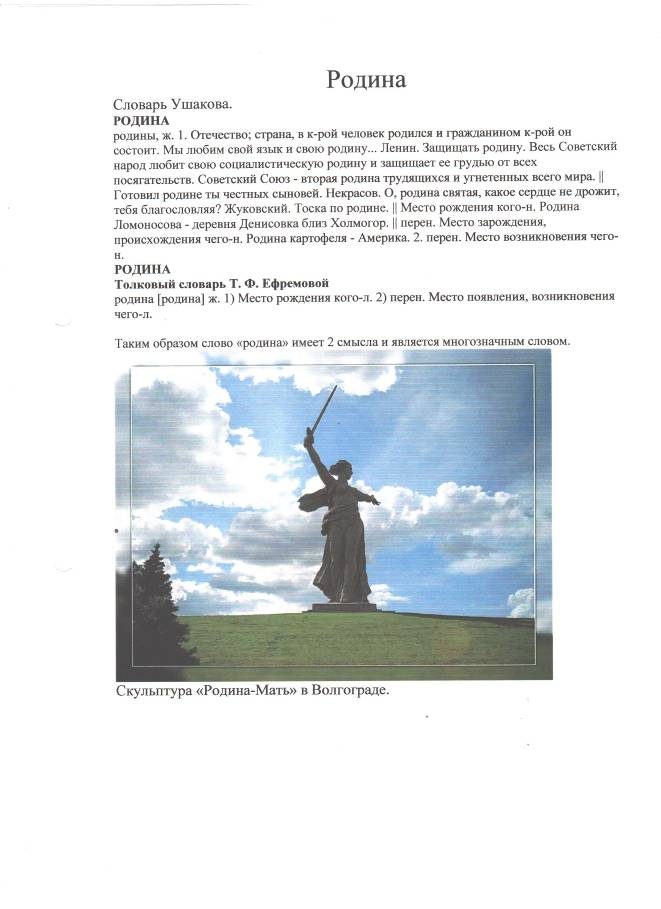 Родина
Словарь Ушакова.
РОДИНА
родины, ж. 1. Отечество; страна, в к-рой человек родился и гражданином к-рой он
состоит. Мы любим свой язык и свою родину... Ленин. Защищать родину. Весь Советский
народ любит свою социалистическую родину и защищает ее грудью от всех
посягательств. Советский Союз - вторая родина трудящихся и угнетенных всего мира. ||
Готовил родине ты честных сыновей. Некрасов. О, родина святая, какое сердце не дрожит,
тебя благословляя? Жуковский. Тоска по родине. || Место рождения кого-н. Родина
Ломоносова - деревня Денисовка близ Холмогор. || перен. Место зарождения,
происхождения чего-н. Родина картофеля - Америка. 2. перен. Место возникновения чего-
н.
РОДИНА
Толковый словарь Т. Ф. Ефремовой
родина [родина] ж. 1) Место рождения кого-л. 2) перен. Место появления, возникновения
чего-л.
Таким образом слово «родина» имеет 2 смысла и является многозначным словом.
Скульптура «Родина-Мать» в Волгограде.